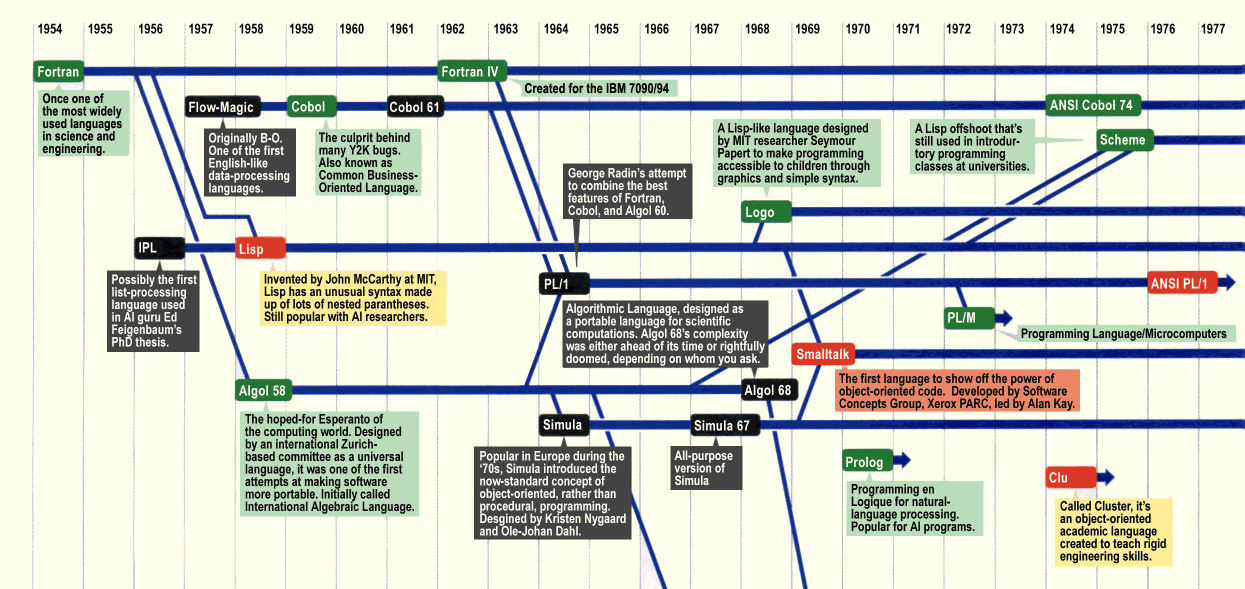 1954 1955 1956 1957 1958 1959 1960 1961 1962 1963 1964 1965 1966 1967 1968 1969 1970 1971 1972 1973 1974 1975 1976 1977
Fortran
Once one of
the most widely
used languages
in science and
engineering.
Fortran IV
Created for the IBM 7090/94
Flow-Magic
Originally B-O.
One of the first
English-like
data-processing
languages.
Cobol
The culprit behind
many Y2K bugs.
Also known as
Common Business-
Oriented Language.
Cobol 61
ANSI Cobol 74
Scheme
A Lisp offshoot that's
still used in introdur-
tory programming
classes at universities.
A Lisp-like language designed
by MIT researcher Seymour
Papert to make programming
accessible to children through
graphics and simple syntax.
Logo
George Radin's attempt
to combine the best
features of Fortran,
Cobol, and Algol 60.
IPL
Possibly the first
list-processing
language used
in AI guru Ed
Feigenbaum's
PhD thesis.
Lisp
Invented by John McCarthy at MIT,
Lisp has an unusual syntax made
up of lots of nested parantheses.
Still popular with AI researchers.
PL/1
ANSI PL/1
PL/M
Programming Language/Microcomputers
Algorithmic Language, designed as
a portable language for scientific
computations. Algol 68's complexity
was either ahead of its time or rightfully
doomed, depending on whom you ask.
Smalltalk
The first language to show off the power of
object-oriented code. Developed by Software
Concepts Group, Xerox PARC, led by Alan Kay.
Algol 58
The hoped-for Esperanto of
the computing world. Designed
by an international Zurich-
based committee as a universal
language, it was one of the first
attempts at making software
more portable. Initially called
International Algebraic Language.
Algol 68
Simula
Popular in Europe during the
'70s, Simula introduced the
now-standard concept of
object-oriented, rather than
procedural, programming.
Desgined by Kristen Nygaard
and Ole-Johan Dahl.
Simula 67
All-purpose
version of
Simula
Prolog
Programming en
Logique for natural-
language processing.
Popular for AI programs.
Clu
Called Cluster, it's
an object-oriented
academic language
created to teach rigid
engineering skills.